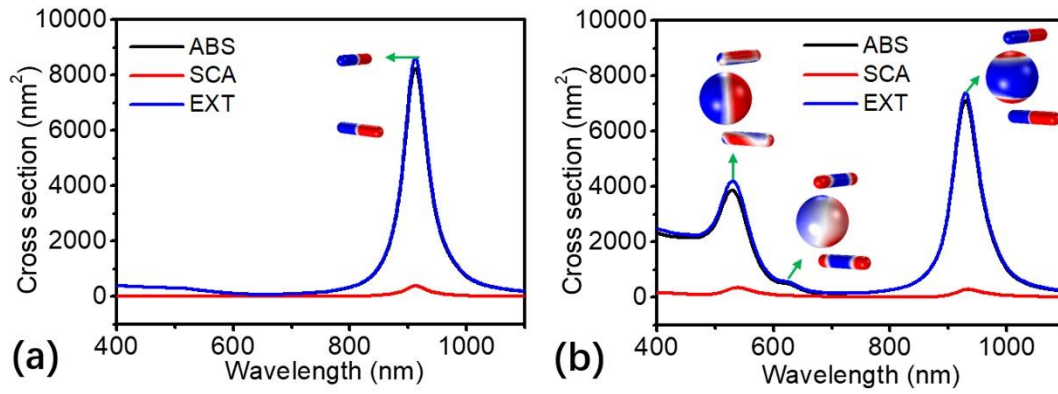 10000
8000
6000
4000
2000
0
Cross section (nm²)
ABS
SCA
EXT
400 600 800 1000
Wavelength (nm)
(a)
10000
8000
6000
4000
2000
0
Cross section (nm²)
ABS
SCA
EXT
400 600 800 1000
Wavelength (nm)
(b)